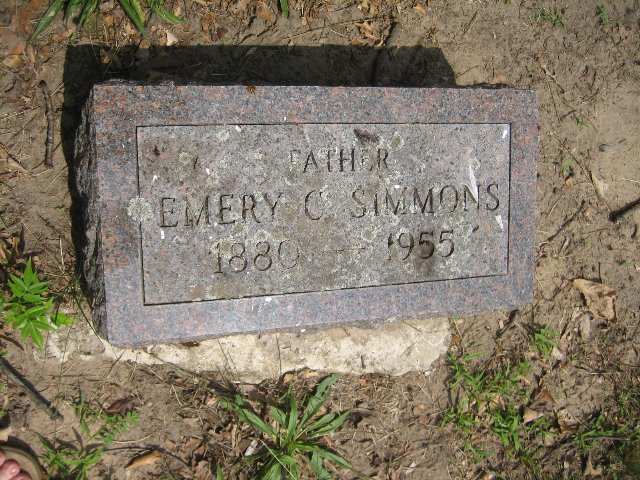 FATHER
EMERY C. SIMMONS
1880 — 1955